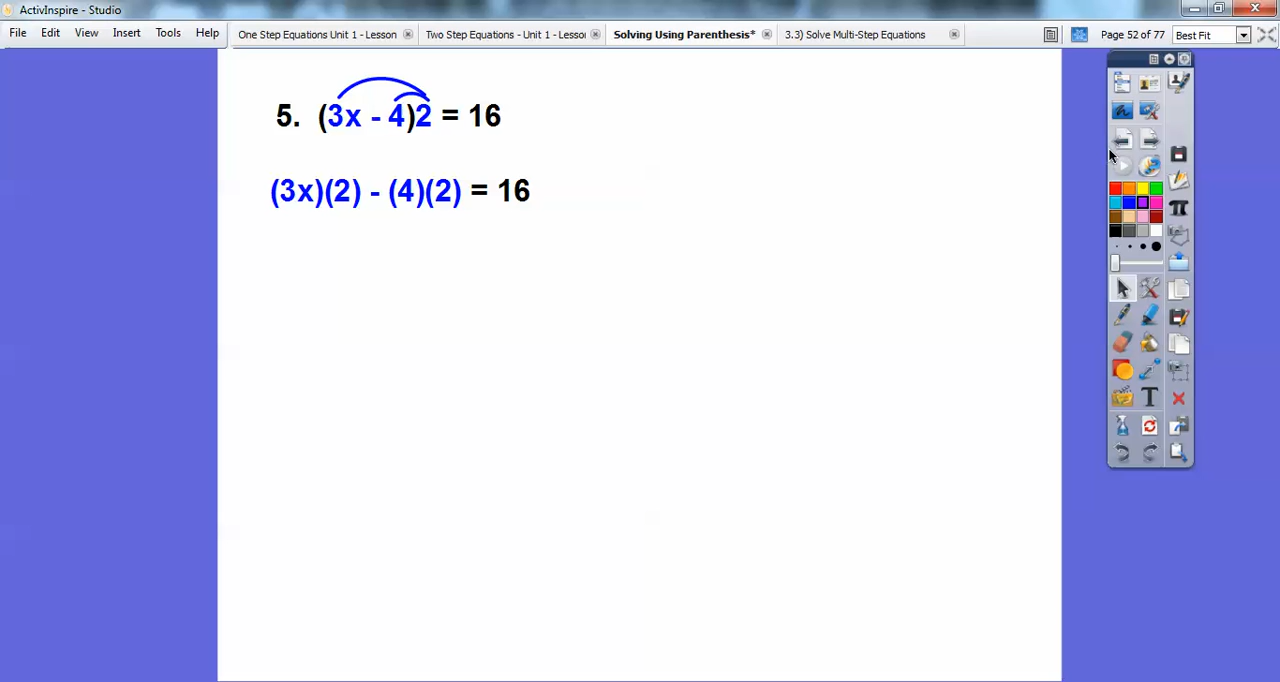 ActivInspire - Studio
File Edit View Insert Tools Help
One Step Equations Unit 1 - Lesson Two Step Equations - Unit 1 - Lesso Solving Using Parenthesis* 3.3) Solve Multi-Step Equations Page 52 of 77 Best Fit
5. (3x - 4)2 = 16
(3x)(2) - (4)(2) = 16